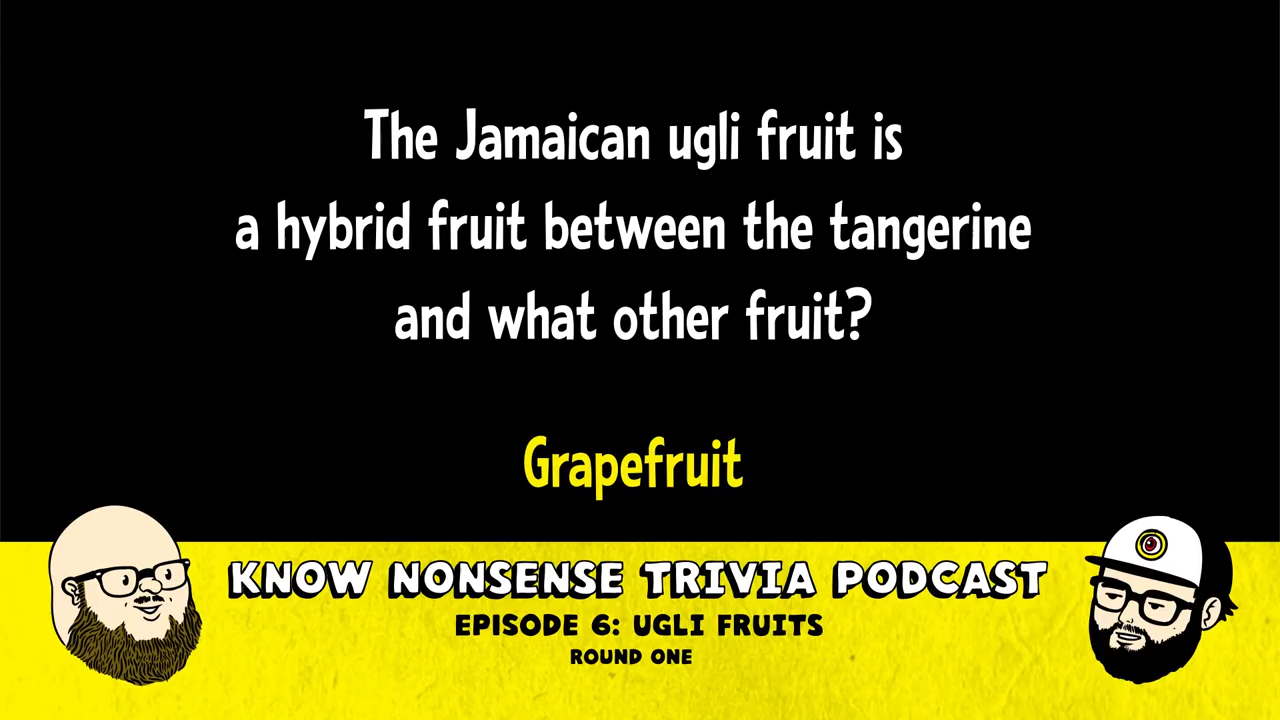 The Jamaican ugli fruit is
a hybrid fruit between the tangerine
and what other fruit?
Grapefruit
KNOW NONSENSE TRIVIA PODCAST
EPISODE 6: UGLI FRUITS
ROUND ONE